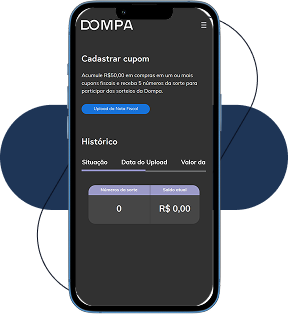 DOMPA
Cadastrar cupom
Acumule R$50,00 em compras em um ou mais
cupons fiscais e receba 5 números da sorte para
participar dos sorteios da Dompa.
Upload da Nota Fiscal
Histórico
Situação Data do Upload Valor da
Números da sorte Saldo atual
0 R$ 0,00